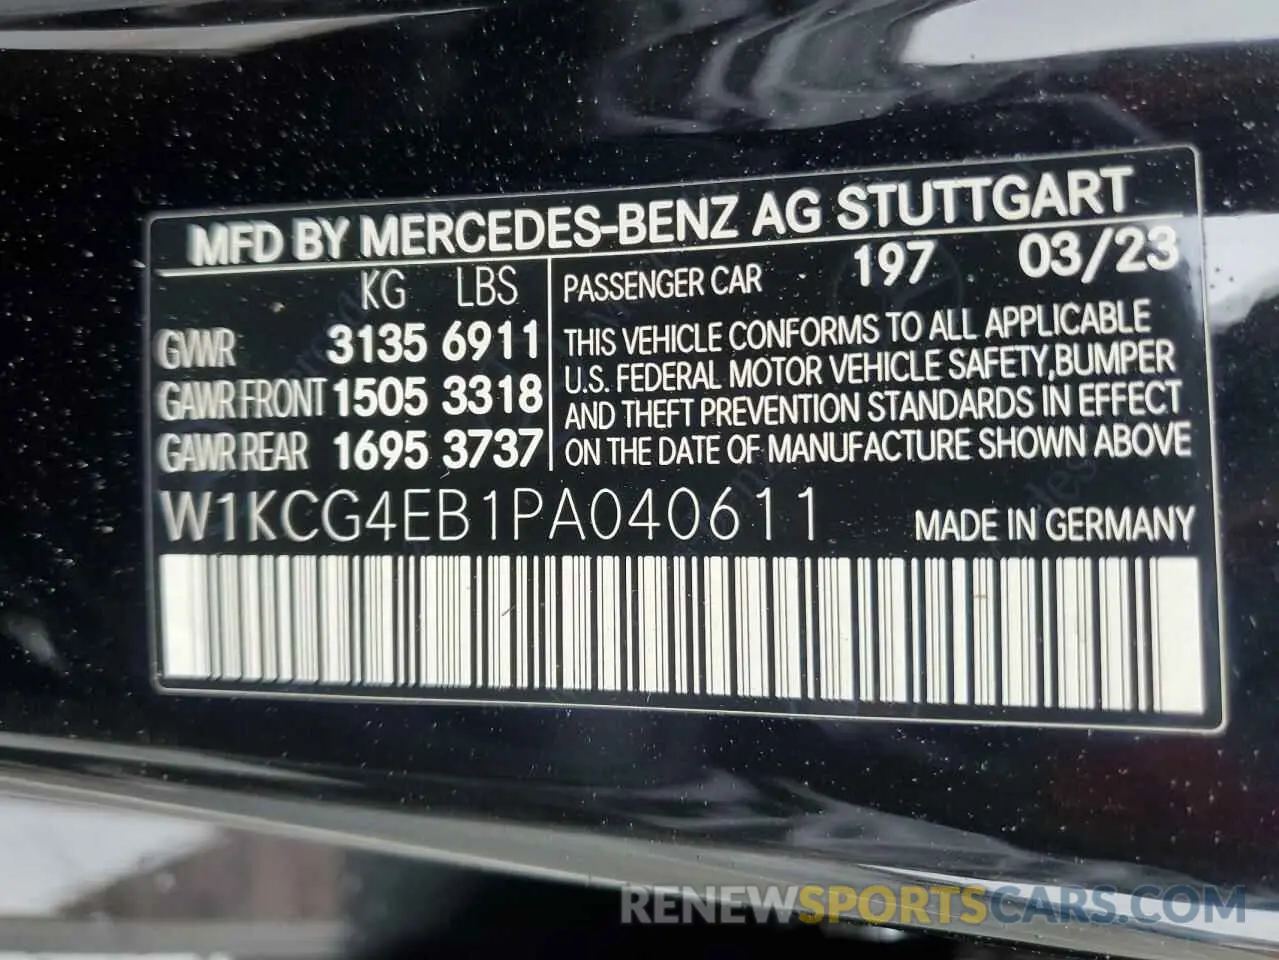 MFD BY MERCEDES-BENZ AG STUTTGART
KG LBS
PASSENGER CAR 197 03/23
GVWR 3135 6911
GAWR FRONT 1505 3318
GAWR REAR 1695 3737
THIS VEHICLE CONFORMS TO ALL APPLICABLE
U.S. FEDERAL MOTOR VEHICLE SAFETY,BUMPER
AND THEFT PREVENTION STANDARDS IN EFFECT
ON THE DATE OF MANUFACTURE SHOWN ABOVE
W1KCG4EB1PA040611 MADE IN GERMANY
RENEWSPORTSCARS.COM